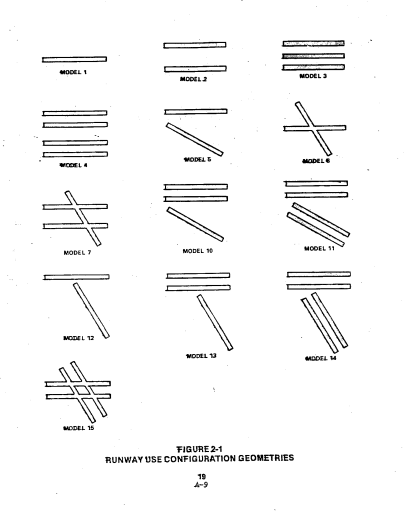 MODEL 1
MODEL 2
MODEL 3
MODEL 4
MODEL 5
MODEL 6
MODEL 7
MODEL 10
MODEL 11
MODEL 12
MODEL 13
MODEL 14
MODEL 15
FIGURE 2-1
RUNWAY USE CONFIGURATION GEOMETRIES
19
A-9